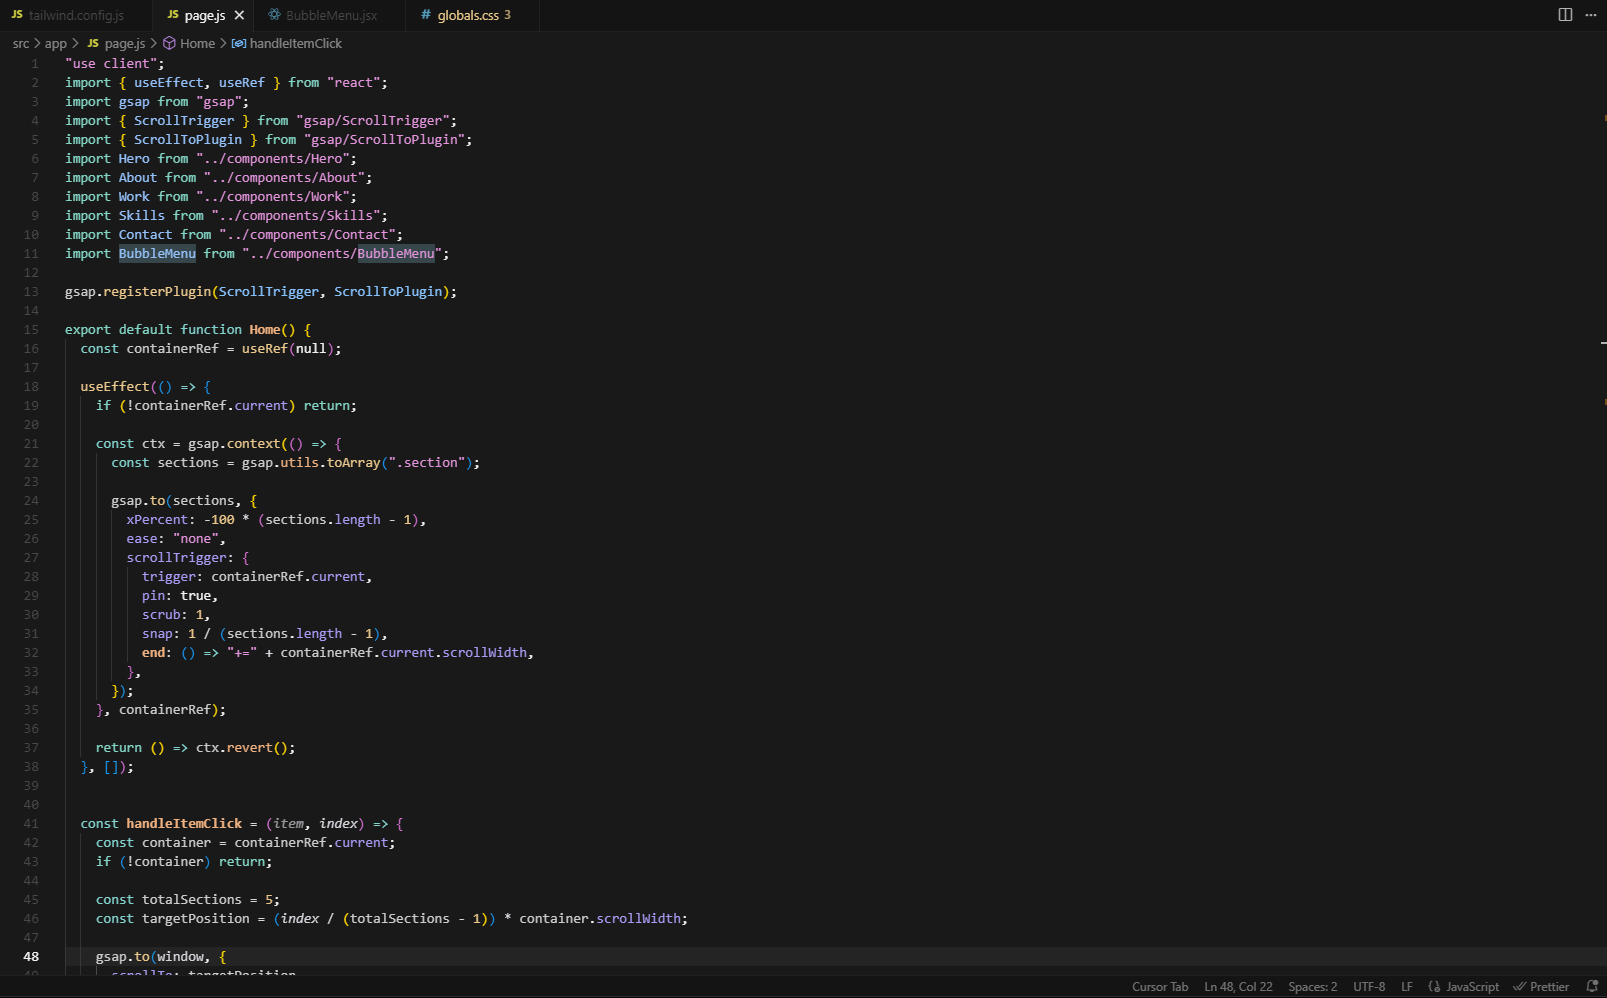 JS tailwind.config.js JS page.js BubbleMenu.jsx # globals.css 3
src > app > JS page.js > Home > handleItemClick
1 "use client";
2 import { useEffect, useRef } from "react";
3 import gsap from "gsap";
4 import { ScrollTrigger } from "gsap/ScrollTrigger";
5 import { ScrollToPlugin } from "gsap/ScrollToPlugin";
6 import Hero from "../components/Hero";
7 import About from "../components/About";
8 import Work from "../components/Work";
9 import Skills from "../components/Skills";
10 import Contact from "../components/Contact";
11 import BubbleMenu from "../components/BubbleMenu";
12
13 gsap.registerPlugin(ScrollTrigger, ScrollToPlugin);
14
15 export default function Home() {
16 const containerRef = useRef(null);
17
18 useEffect(() => {
19 if (!containerRef.current) return;
20
21 const ctx = gsap.context(() => {
22 const sections = gsap.utils.toArray(".section");
23
24 gsap.to(sections, {
25 xPercent: -100 * (sections.length - 1),
26 ease: "none",
27 scrollTrigger: {
28 trigger: containerRef.current,
29 pin: true,
30 scrub: 1,
31 snap: 1 / (sections.length - 1),
32 end: () => "+=" + containerRef.current.scrollWidth,
33 },
34 });
35 }, containerRef);
36
37 return () => ctx.revert();
38 }, []);
39
40
41 const handleItemClick = (item, index) => {
42 const container = containerRef.current;
43 if (!container) return;
44
45 const totalSections = 5;
46 const targetPosition = (index / (totalSections - 1)) * container.scrollWidth;
47
48 gsap.to(window, {
49 scrollTo: targetPosition
Cursor Tab Ln 48, Col 22 Spaces: 2 UTF-8 LF JavaScript Prettier